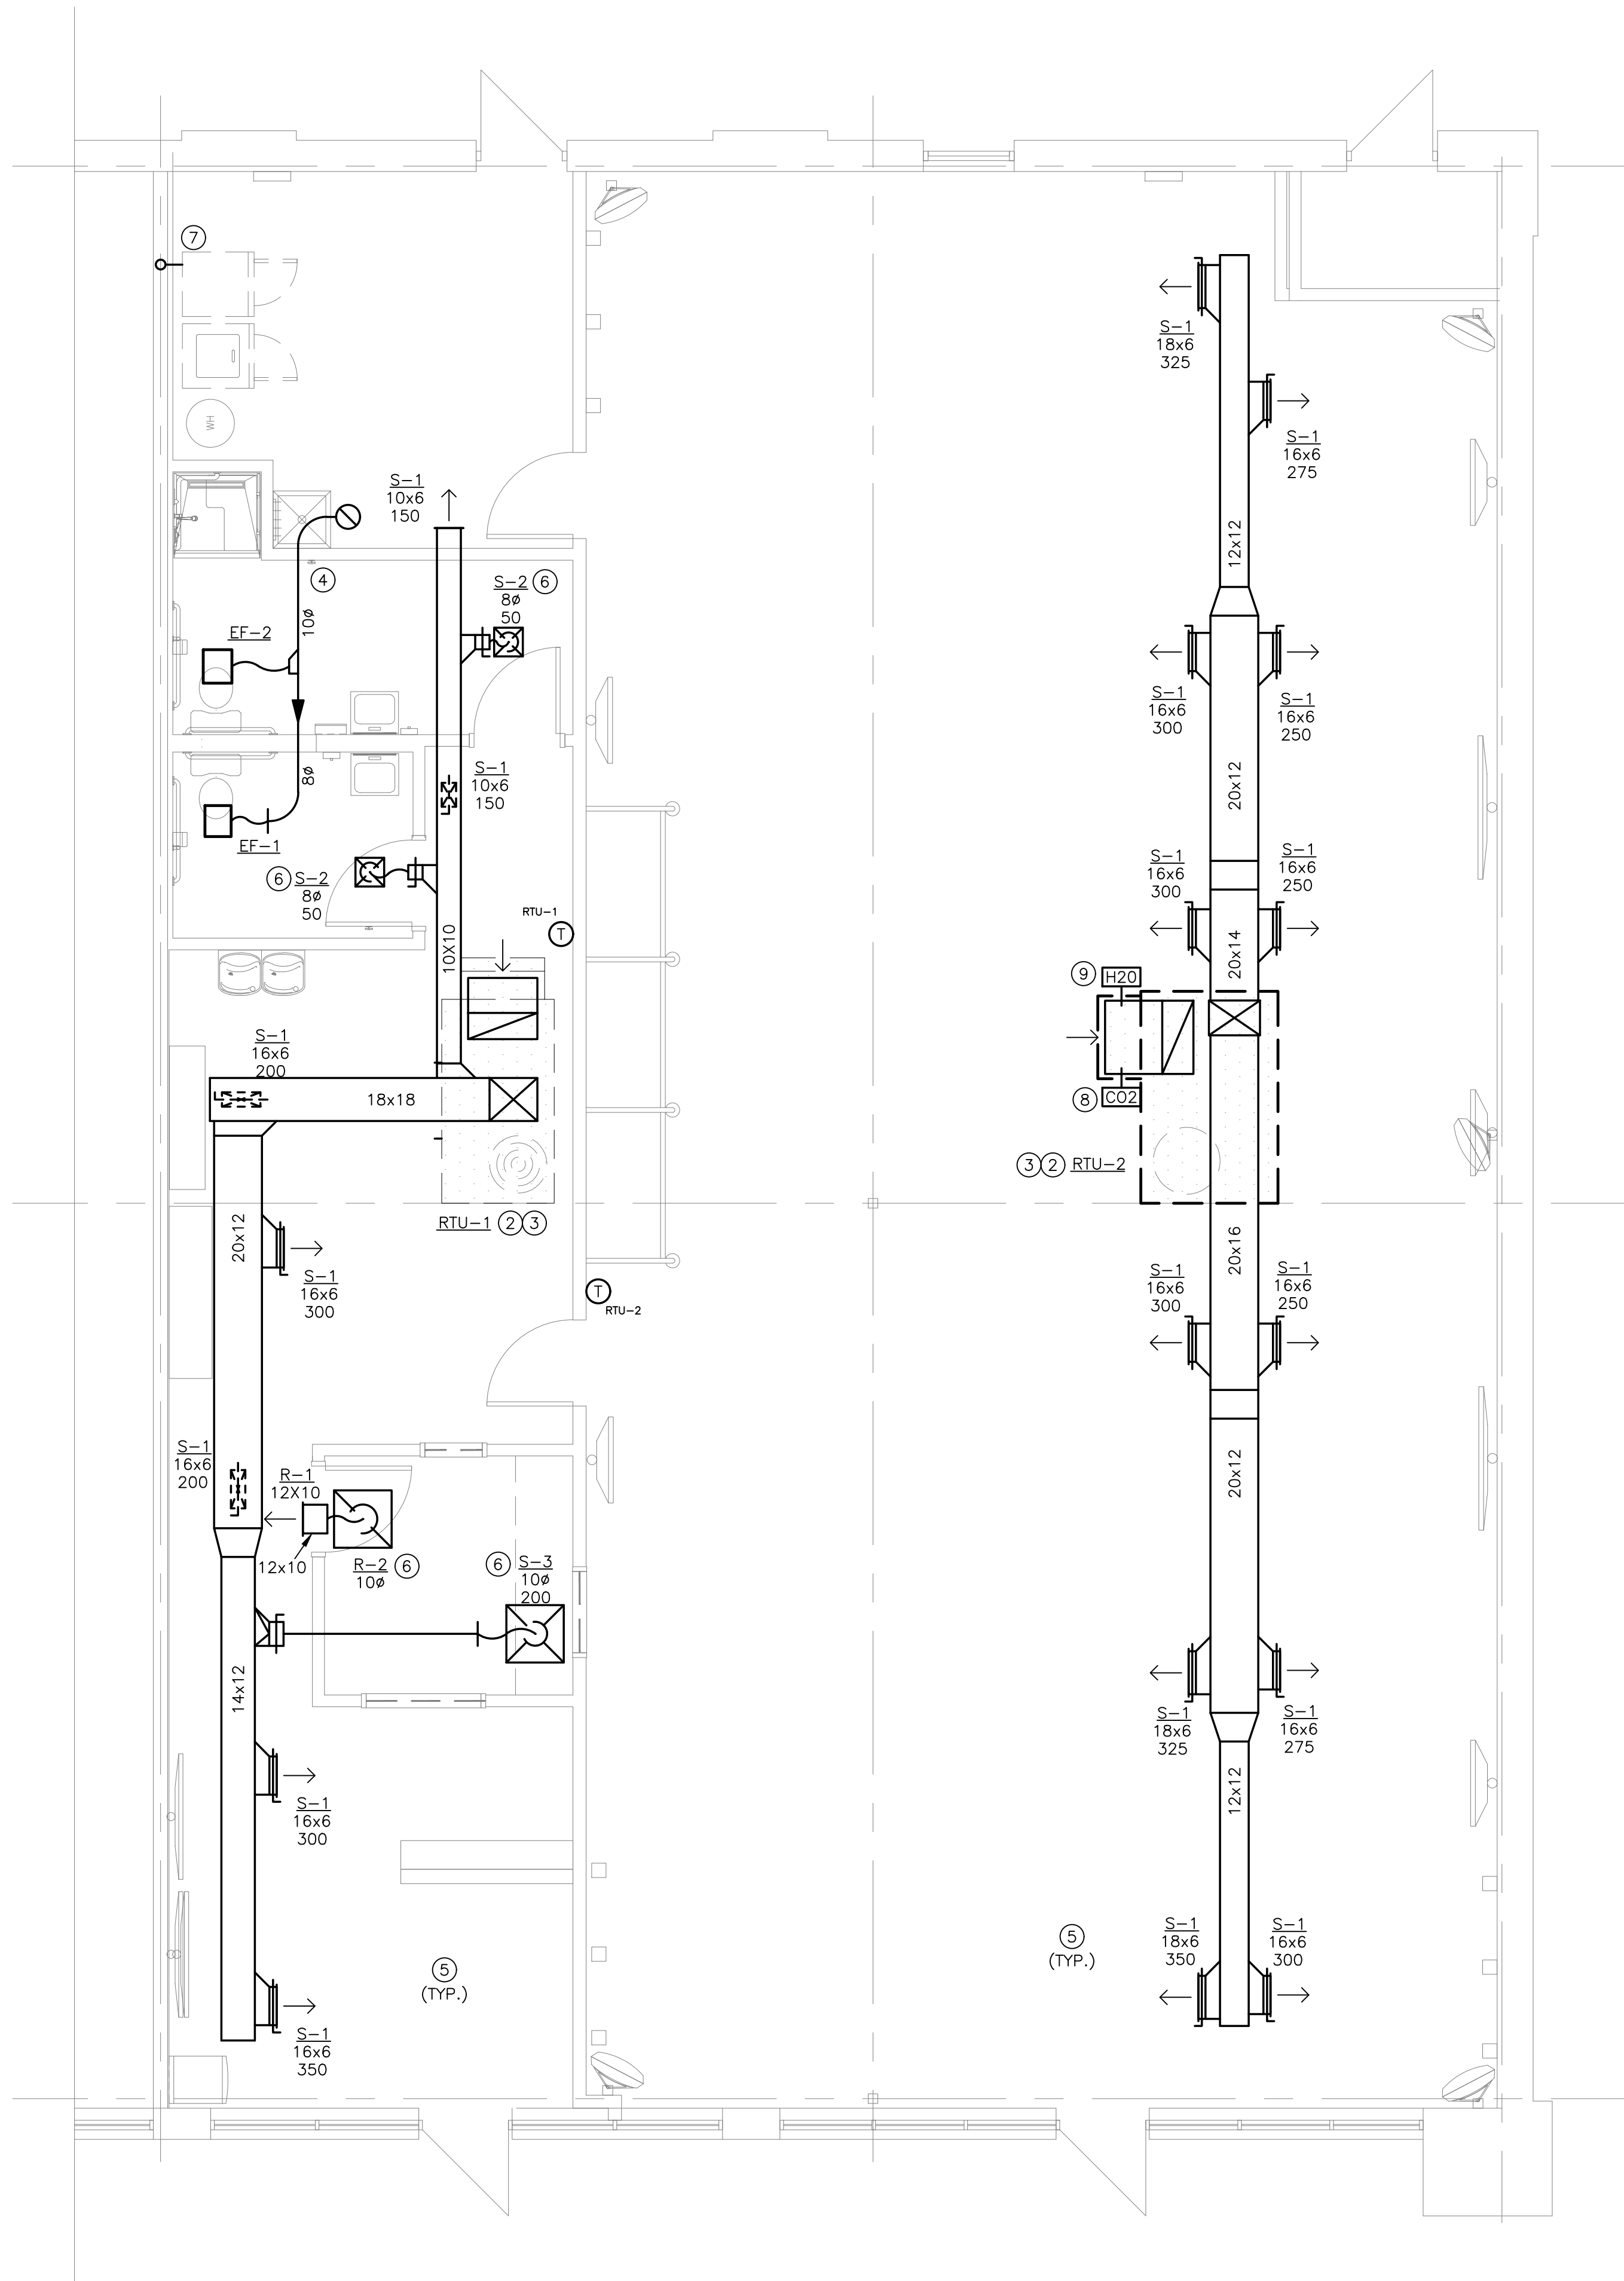 7
S-1
18x6
325
WH
S-1
16x6
275
S-1
10x6
150
12x12
4
S-2 6
8ø
50
10ø
EF-2
S-1
16x6
300
S-1
16x6
250
8ø
S-1
10x6
150
20x12
EF-1
6 S-2
8ø
50
S-1
16x6
300
S-1
16x6
250
RTU-1
T
10X10
20x14
9 H20
S-1
16x6
200
18x18
8 CO2
3 2 RTU-2
RTU-1 2 3
20x12
20x16
S-1
16x6
300
S-1
16x6
300
S-1
16x6
250
T
RTU-2
S-1
16x6
200
R-1
12X10
20x12
12x10
R-2 6
10ø
6 S-3
10ø
200
14x12
S-1
18x6
325
S-1
16x6
275
12x12
S-1
16x6
300
5
(TYP.)
5
(TYP.)
S-1
18x6
350
S-1
16x6
300
S-1
16x6
350